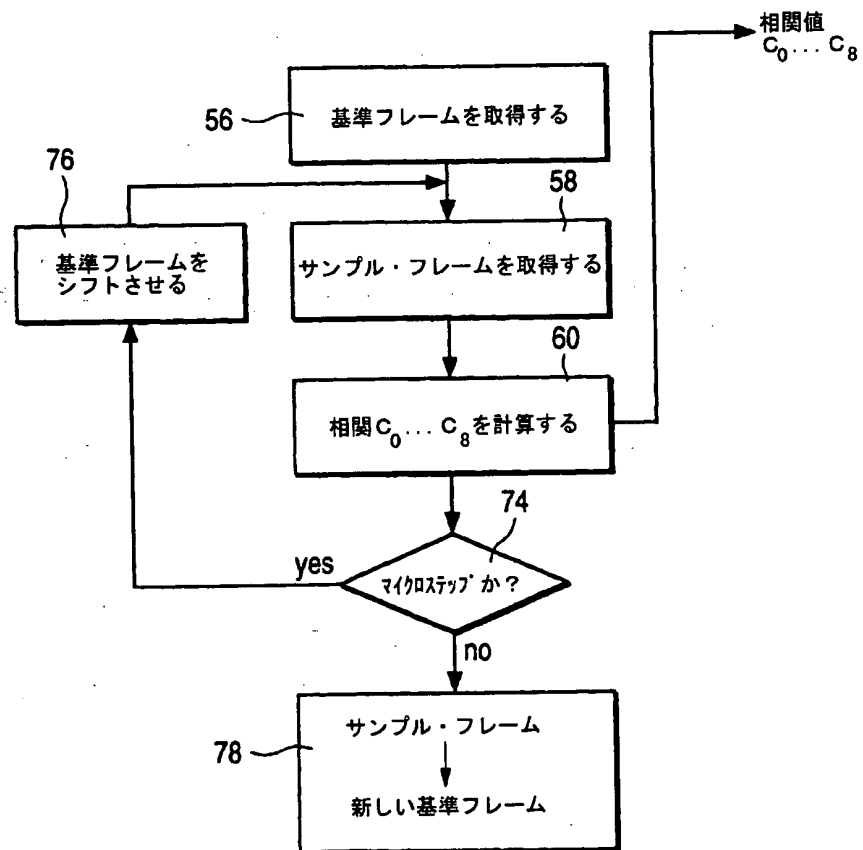 相関値
C₀...C₈
56
基準フレームを取得する
76
58
基準フレームを
シフトさせる
サンプル・フレームを取得する
60
相関C₀...C₈を計算する
74
yes
マイクロステップか?
no
78
サンプル・フレーム
新しい基準フレーム